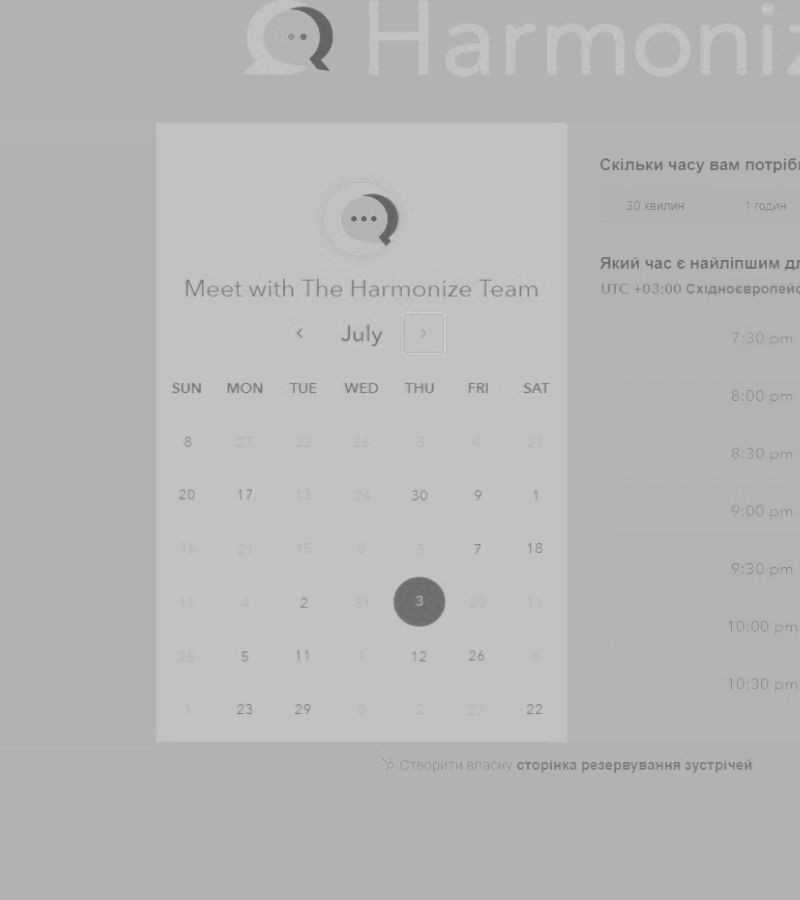 Harmoniz
Meet with The Harmonize Team
July
SUN MON TUE WED THU FRI SAT
8 27 22 26 3 4 21
20 17 13 24 30 9 1
16 21 15 8 3 7 18
11 4 2 31 3 29 11
25 5 11 1 12 26 8
1 23 29 8 2 27 22
Скільки часу вам потріб
30 хвилин 1 годин
Який час є найліпшим дл
UTC +03:00 Східноєвропейс
7:30 pm
8:00 pm
8:30 pm
9:00 pm
9:30 pm
10:00 pm
10:30 pm
Створити власну сторінка резервування зустрічей